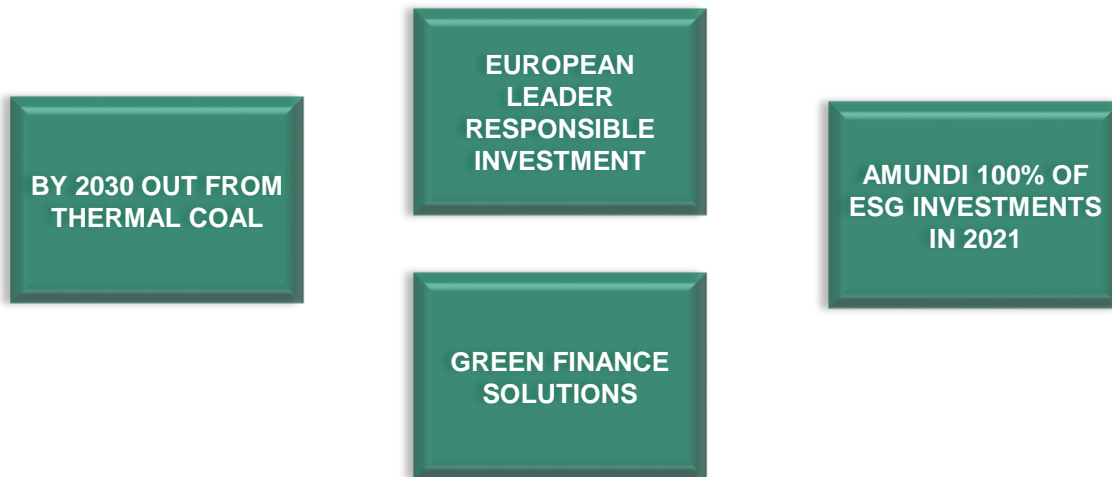 EUROPEAN
LEADER
RESPONSIBLE
INVESTMENT
BY 2030 OUT FROM
THERMAL COAL
AMUNDI 100% OF
ESG INVESTMENTS
IN 2021
GREEN FINANCE
SOLUTIONS